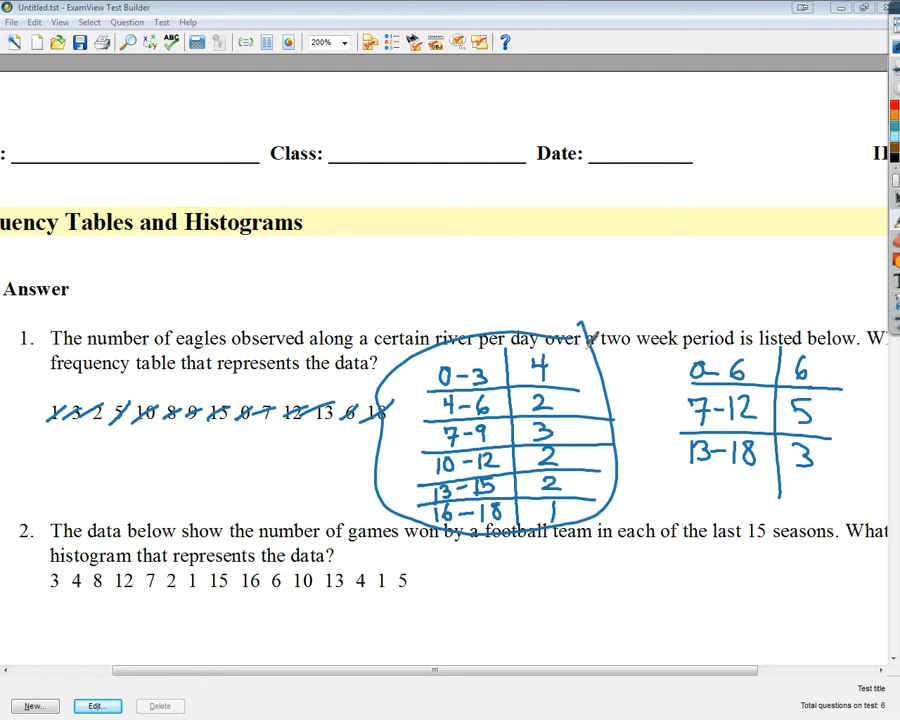 Untitled.tst - ExamView Test Builder
File Edit View Select Question Test Help
200%
: Class: Date: II
uency Tables and Histograms
Answer
1. The number of eagles observed along a certain river per day over a two week period is listed below. W
frequency table that represents the data?
1 3 2 5 10 8 9 15 0 7 12 13 6 18
0-3 4
4-6 2
7-9 3
10-12 2
13-15 2
16-18 1
0-6 6
7-12 5
13-18 3
2. The data below show the number of games won by a football team in each of the last 15 seasons. What
histogram that represents the data?
3 4 8 12 7 2 1 15 16 6 10 13 4 1 5
New... Edit... Delete
Test title
Total questions on test: 6